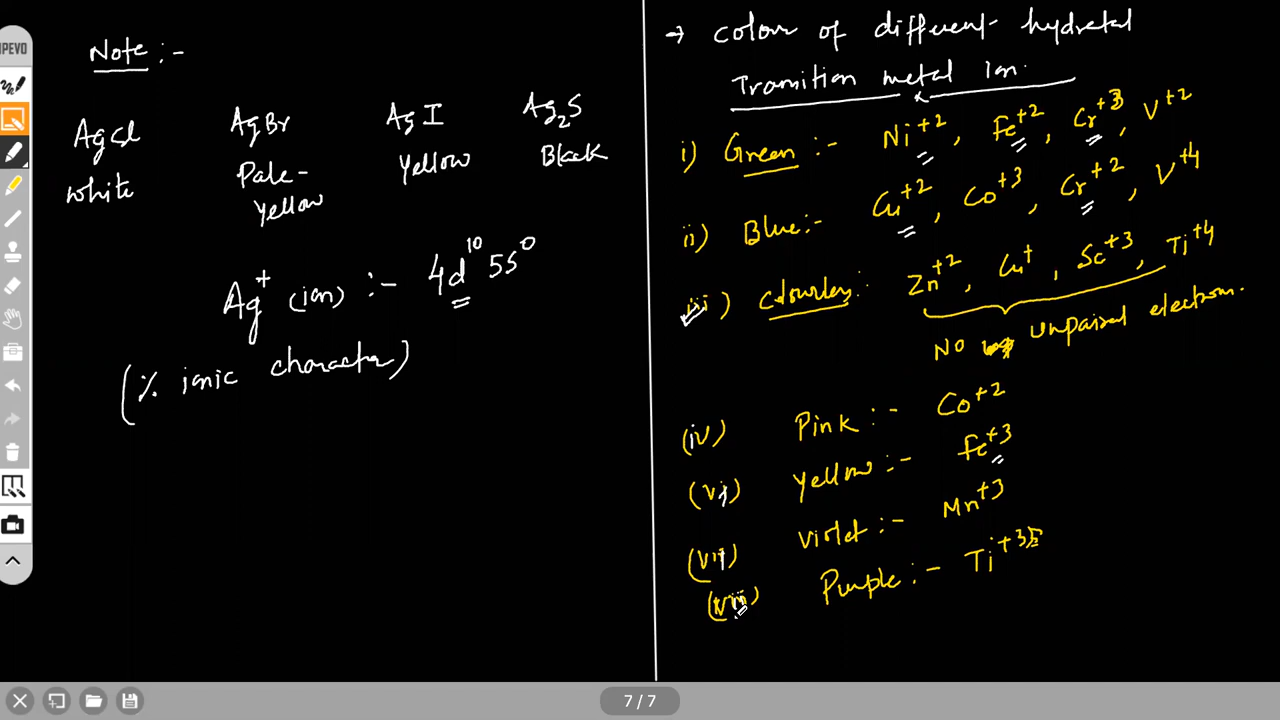 IPEVO
Note :-
AgCl AgBr AgI Ag2S
White Pale-Yellow Yellow Black
Ag+ (ion) :- 4d10 5s0
(% ionic character)
→ colour of different hydrated
Transition metal Ion.
i) Green :- Ni+2, Fe+2, Cr+3, V+2
ii) Blue :- Cu+2, Co+3, Cr+2, V+4
iii) Colourless : Zn+2, Cu+, Sc+3, Ti+4
No unpaired electron.
(iv) Pink :- Co+2
(v) Yellow :- Fe+3
(vi) Violet :- Mn+3
(vii) Purple :- Ti+3
7 / 7